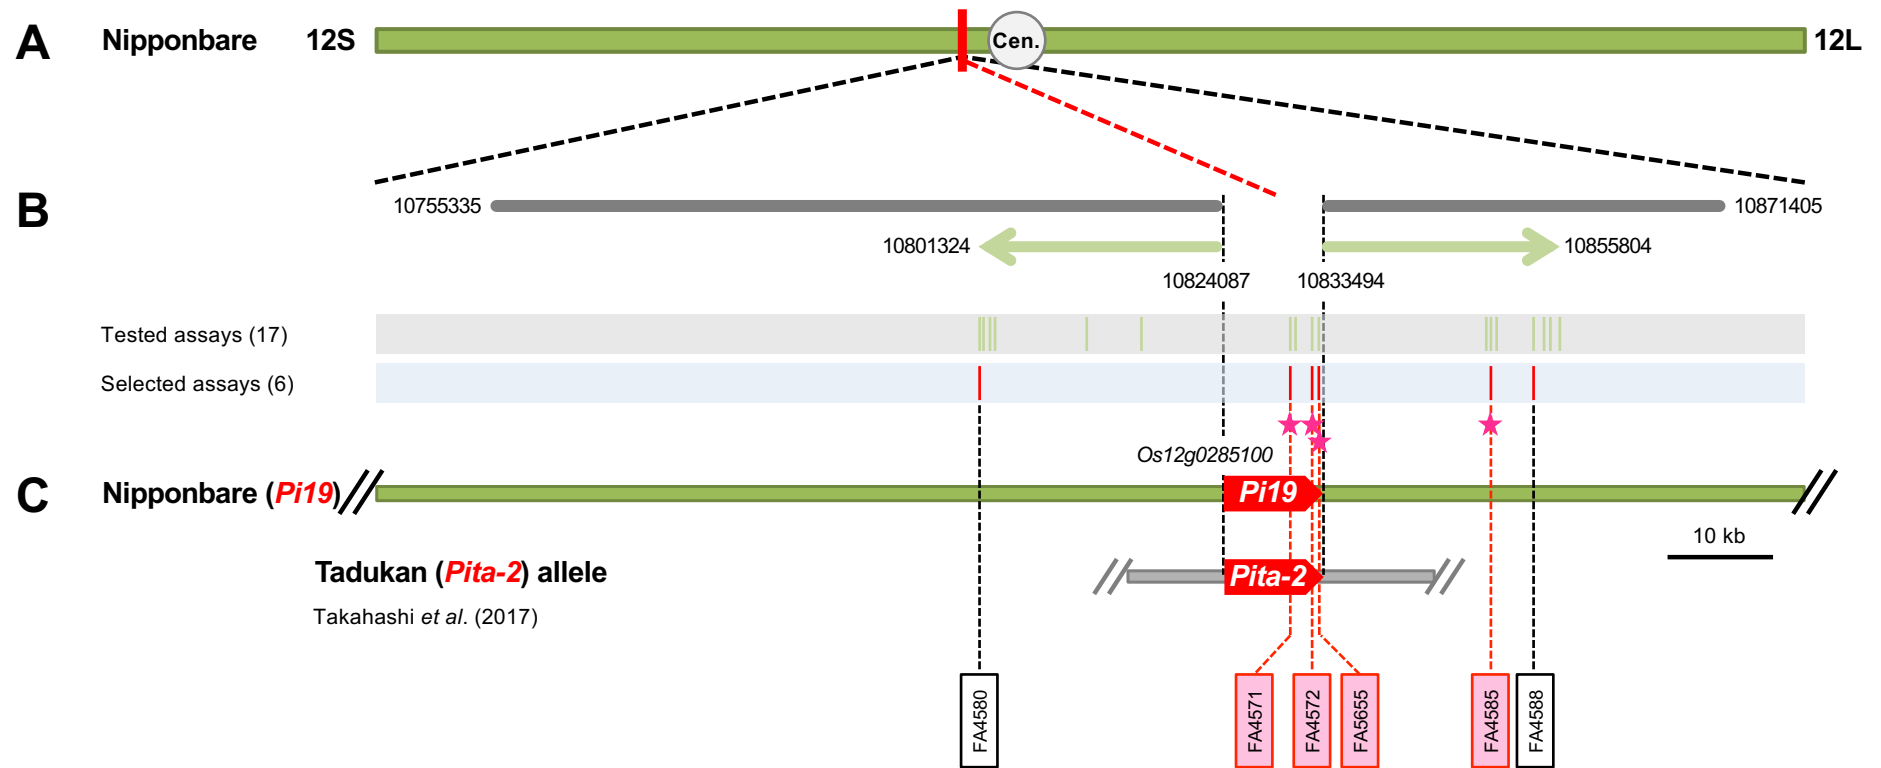 A Nipponbare 12S Cen. 12L
B
10755335 10871405
10801324 10855804
10824087 10833494
Tested assays (17)
Selected assays (6)
Os12g0285100
C Nipponbare (Pi19) Pi19
10 kb
Tadukan (Pita-2) allele Pita-2
Takahashi et al. (2017)
FA4580 FA4571 FA4572 FA5655 FA4585 FA4588